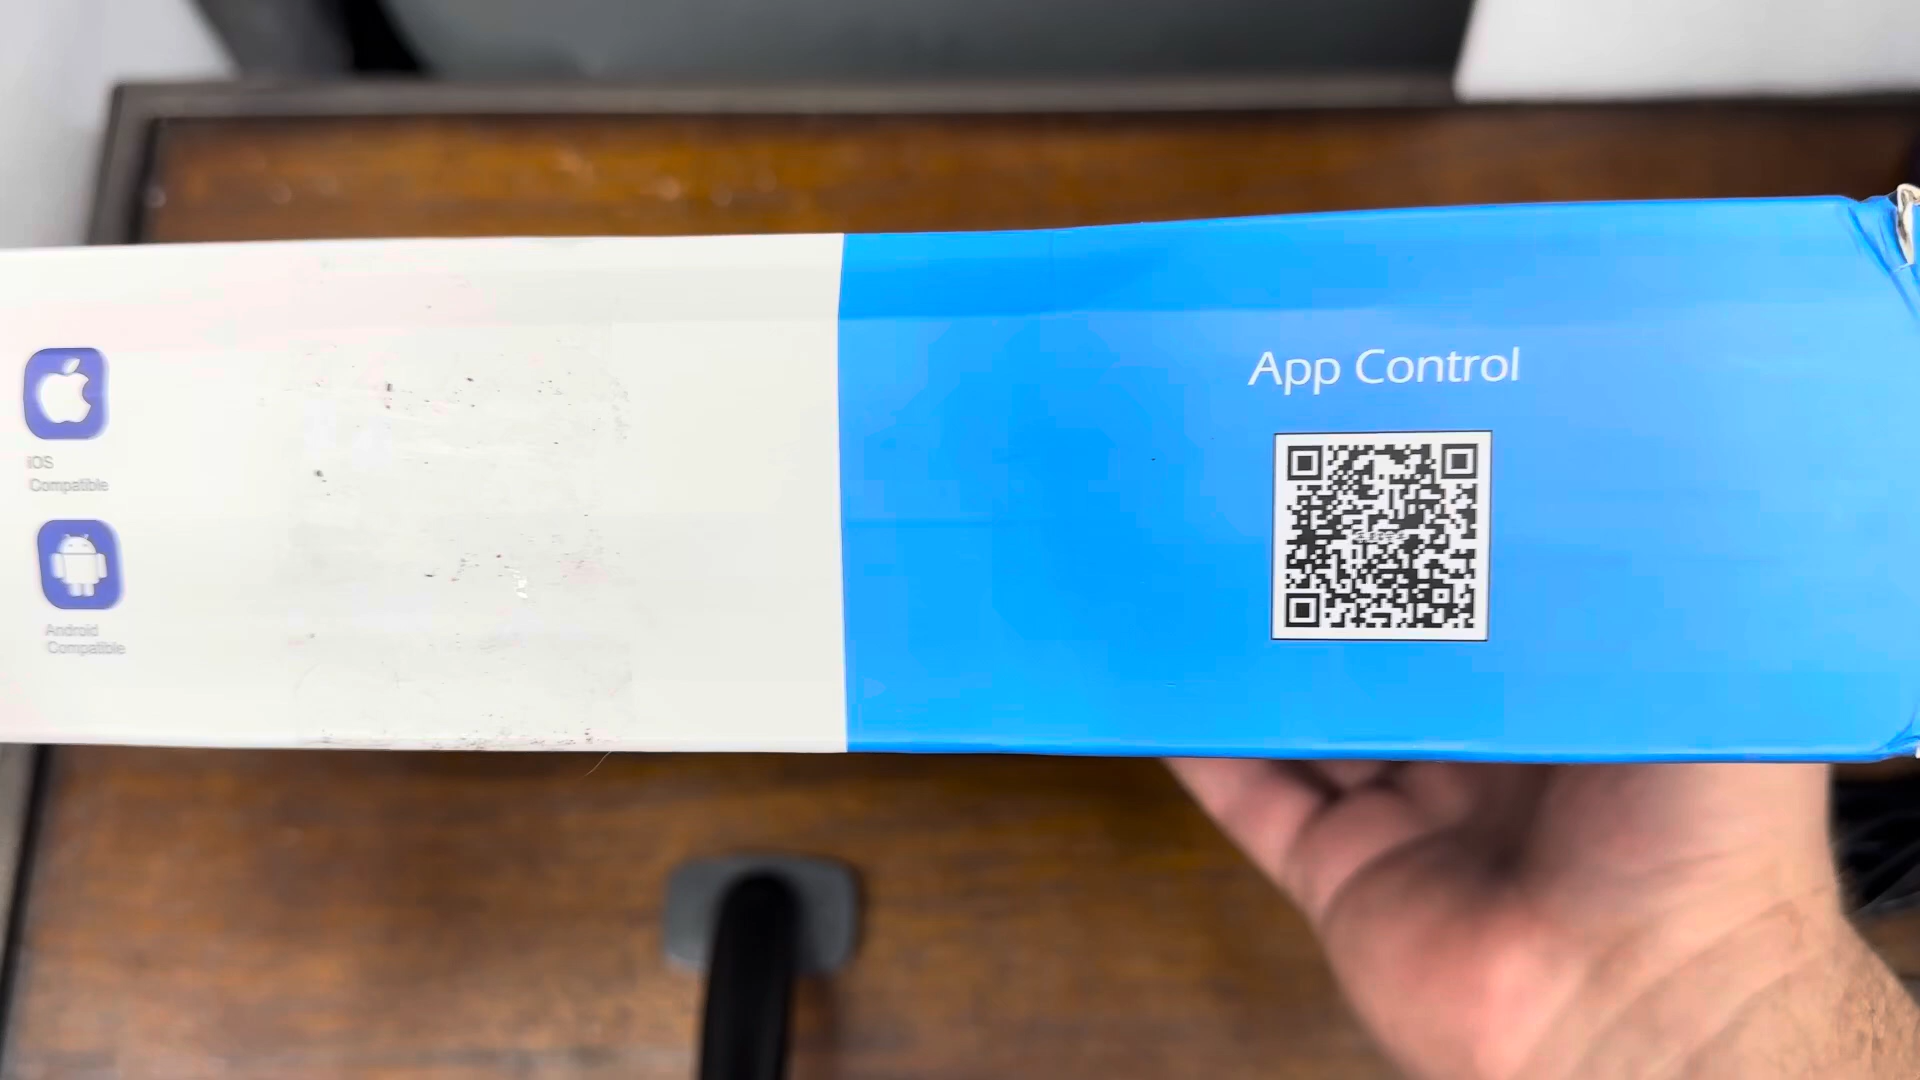 iOS
Compatible
Android
Compatible
App Control